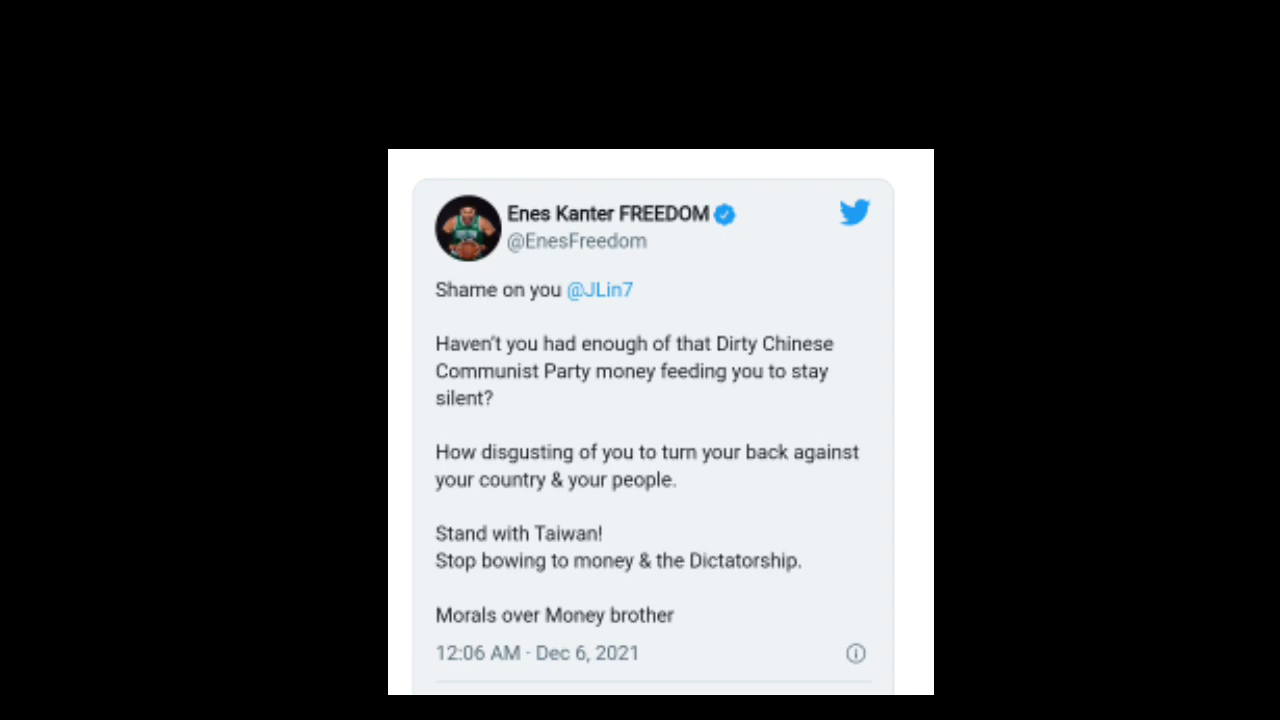 Enes Kanter FREEDOM
@EnesFreedom
Shame on you @JLin7
Haven't you had enough of that Dirty Chinese
Communist Party money feeding you to stay
silent?
How disgusting of you to turn your back against
your country & your people.
Stand with Taiwan!
Stop bowing to money & the Dictatorship.
Morals over Money brother
12:06 AM · Dec 6, 2021